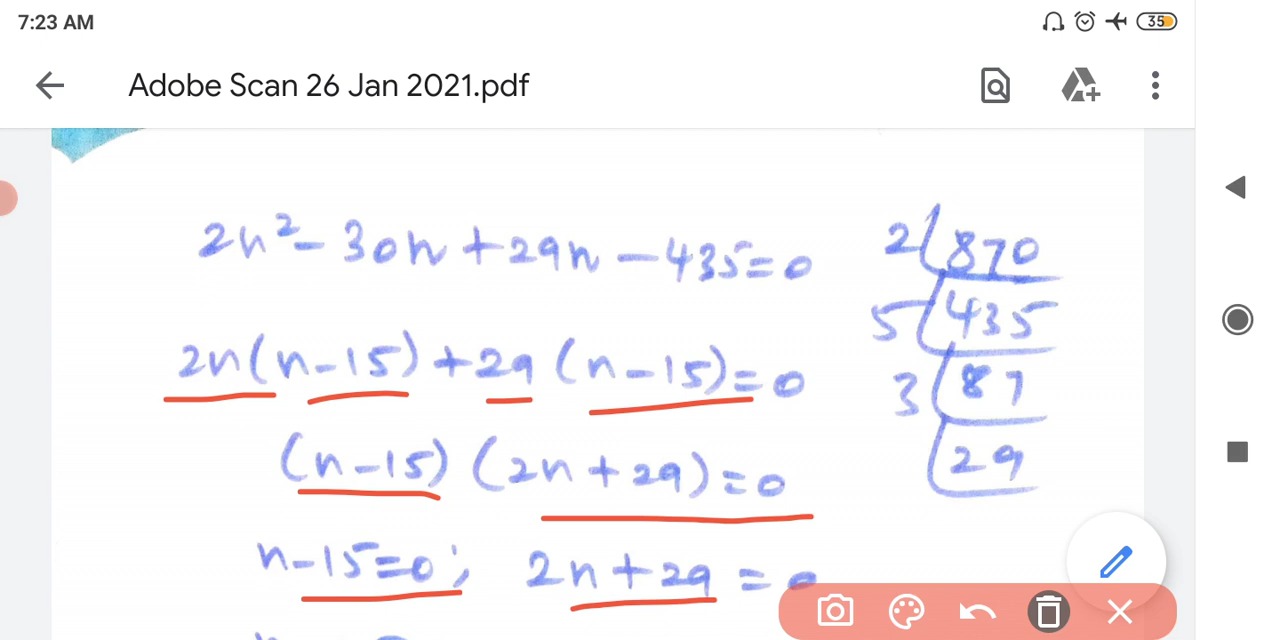 7:23 AM
35
Adobe Scan 26 Jan 2021.pdf
2n² - 30n + 29n - 435 = 0
2n(n-15) + 29(n-15) = 0
(n-15) (2n+29) = 0
n-15=0; 2n+29 = 0
2 870
5 435
3 87
29